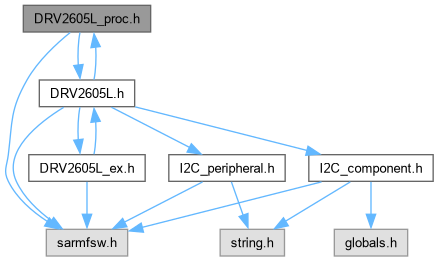 DRV2605L_proc.h
DRV2605L.h
DRV2605L_ex.h
I2C_peripheral.h
I2C_component.h
sarmfsw.h
string.h
globals.h